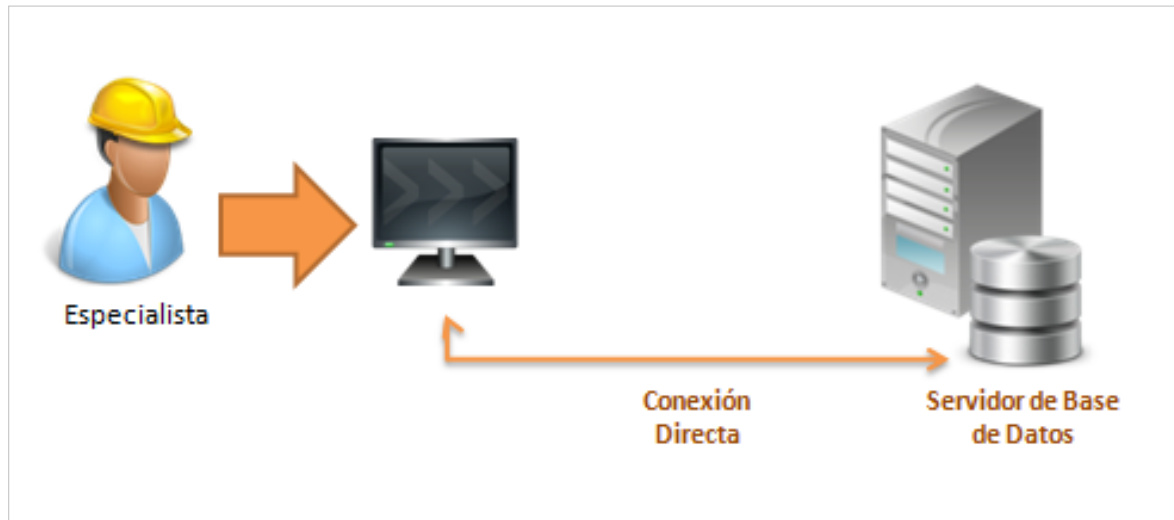 Especialista
Conexión
Directa
Servidor de Base
de Datos